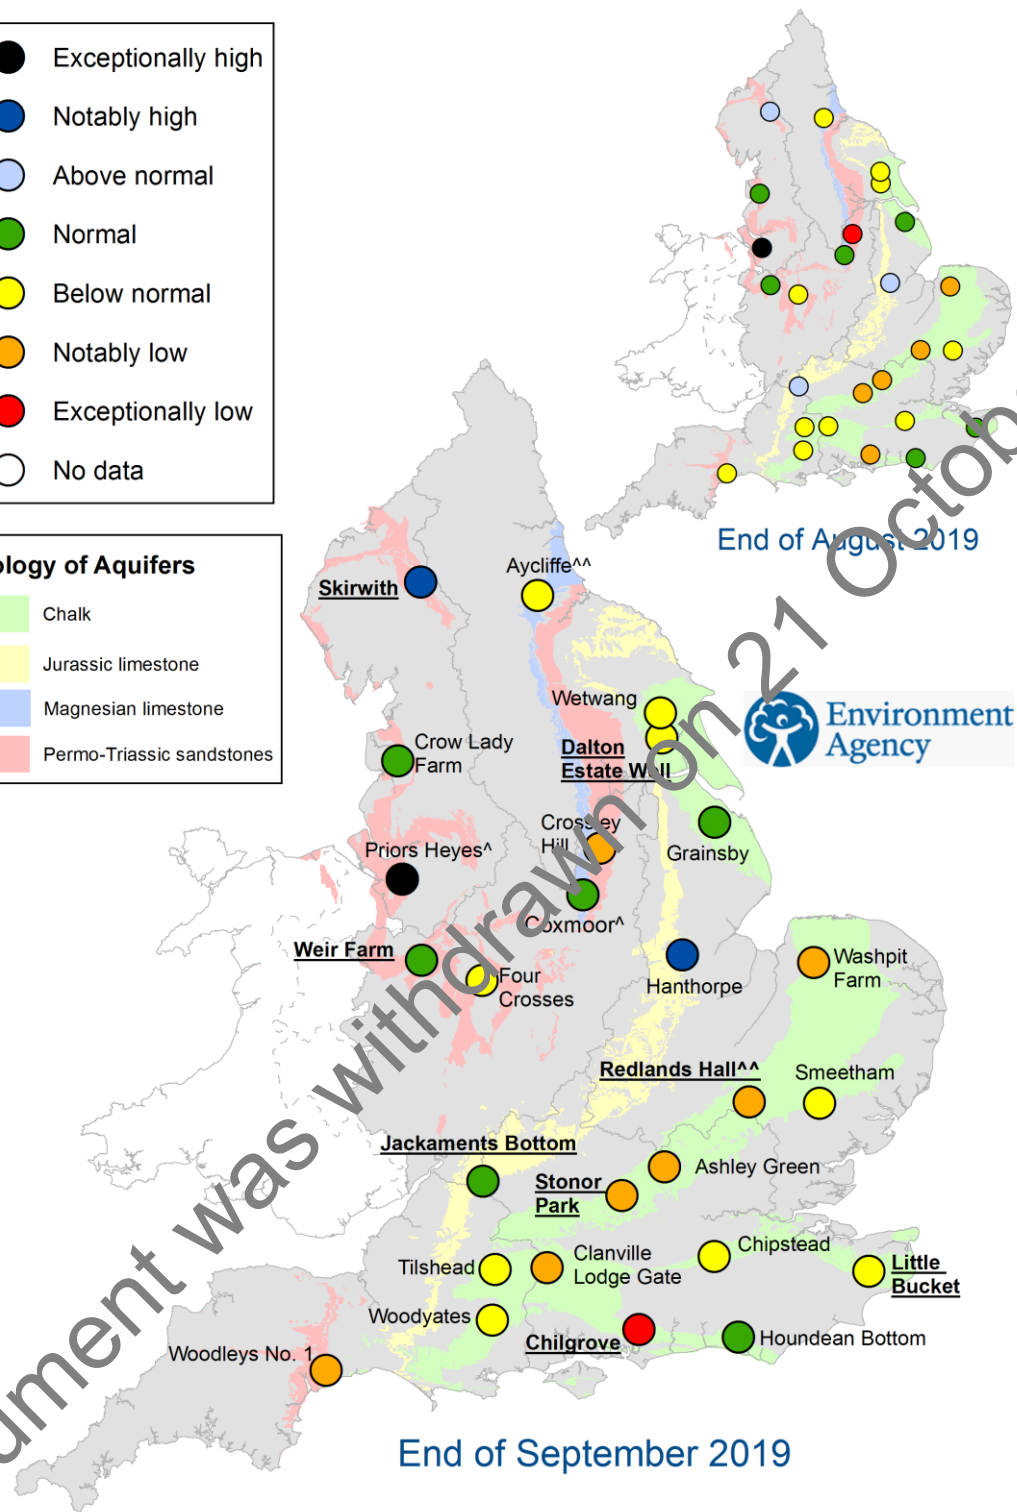 Exceptionally high
Notably high
Above normal
Normal
Below normal
Notably low
Exceptionally low
No data
ology of Aquifers
Chalk
Jurassic limestone
Magnesian limestone
Permo-Triassic sandstones
End of August 2019
Environment
Agency
Skirwith
Aycliffe^^
Wetwang
Dalton
Estate Well
Crow Lady
Farm
Crossley
Hill
Grainsby
Priors Heyes^
Coxmoor^
Weir Farm
Four
Crosses
Hanthorpe
Washpit
Farm
Redlands Hall^^
Smeetham
Jackaments Bottom
Ashley Green
Stonor
Park
Tilshead
Clanville
Lodge Gate
Chipstead
Little
Bucket
Woodyates
Chilgrove
Houndean Bottom
Woodleys No. 1
End of September 2019
dment was withdrawn on 21 Octob